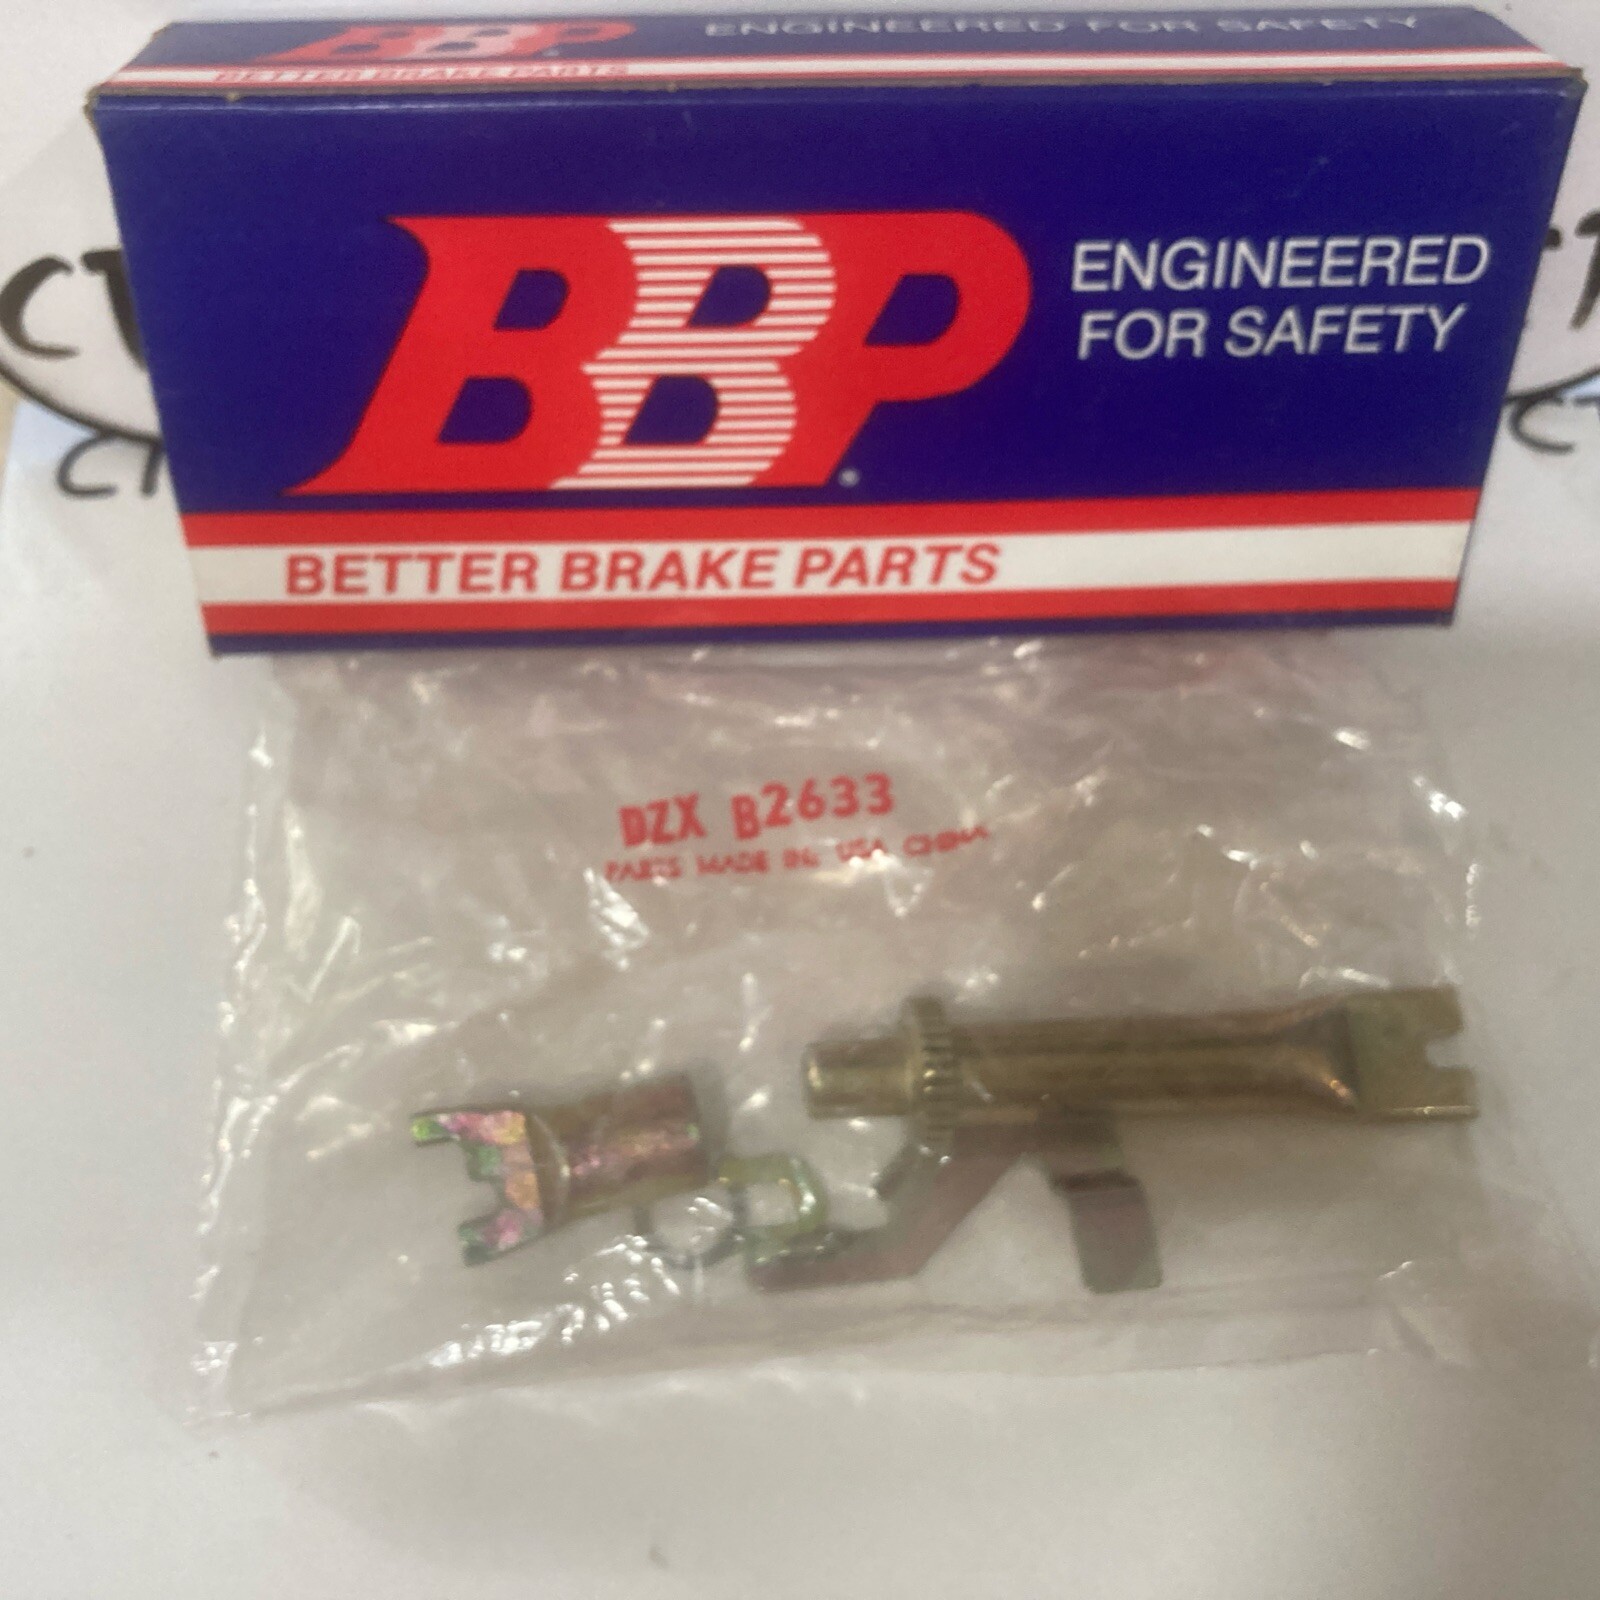 BBP
ENGINEERED FOR SAFETY
BETTER BRAKE PARTS
BBP
ENGINEERED
FOR SAFETY
BETTER BRAKE PARTS
DZX B2633
PARTS MADE IN: USA CHINA